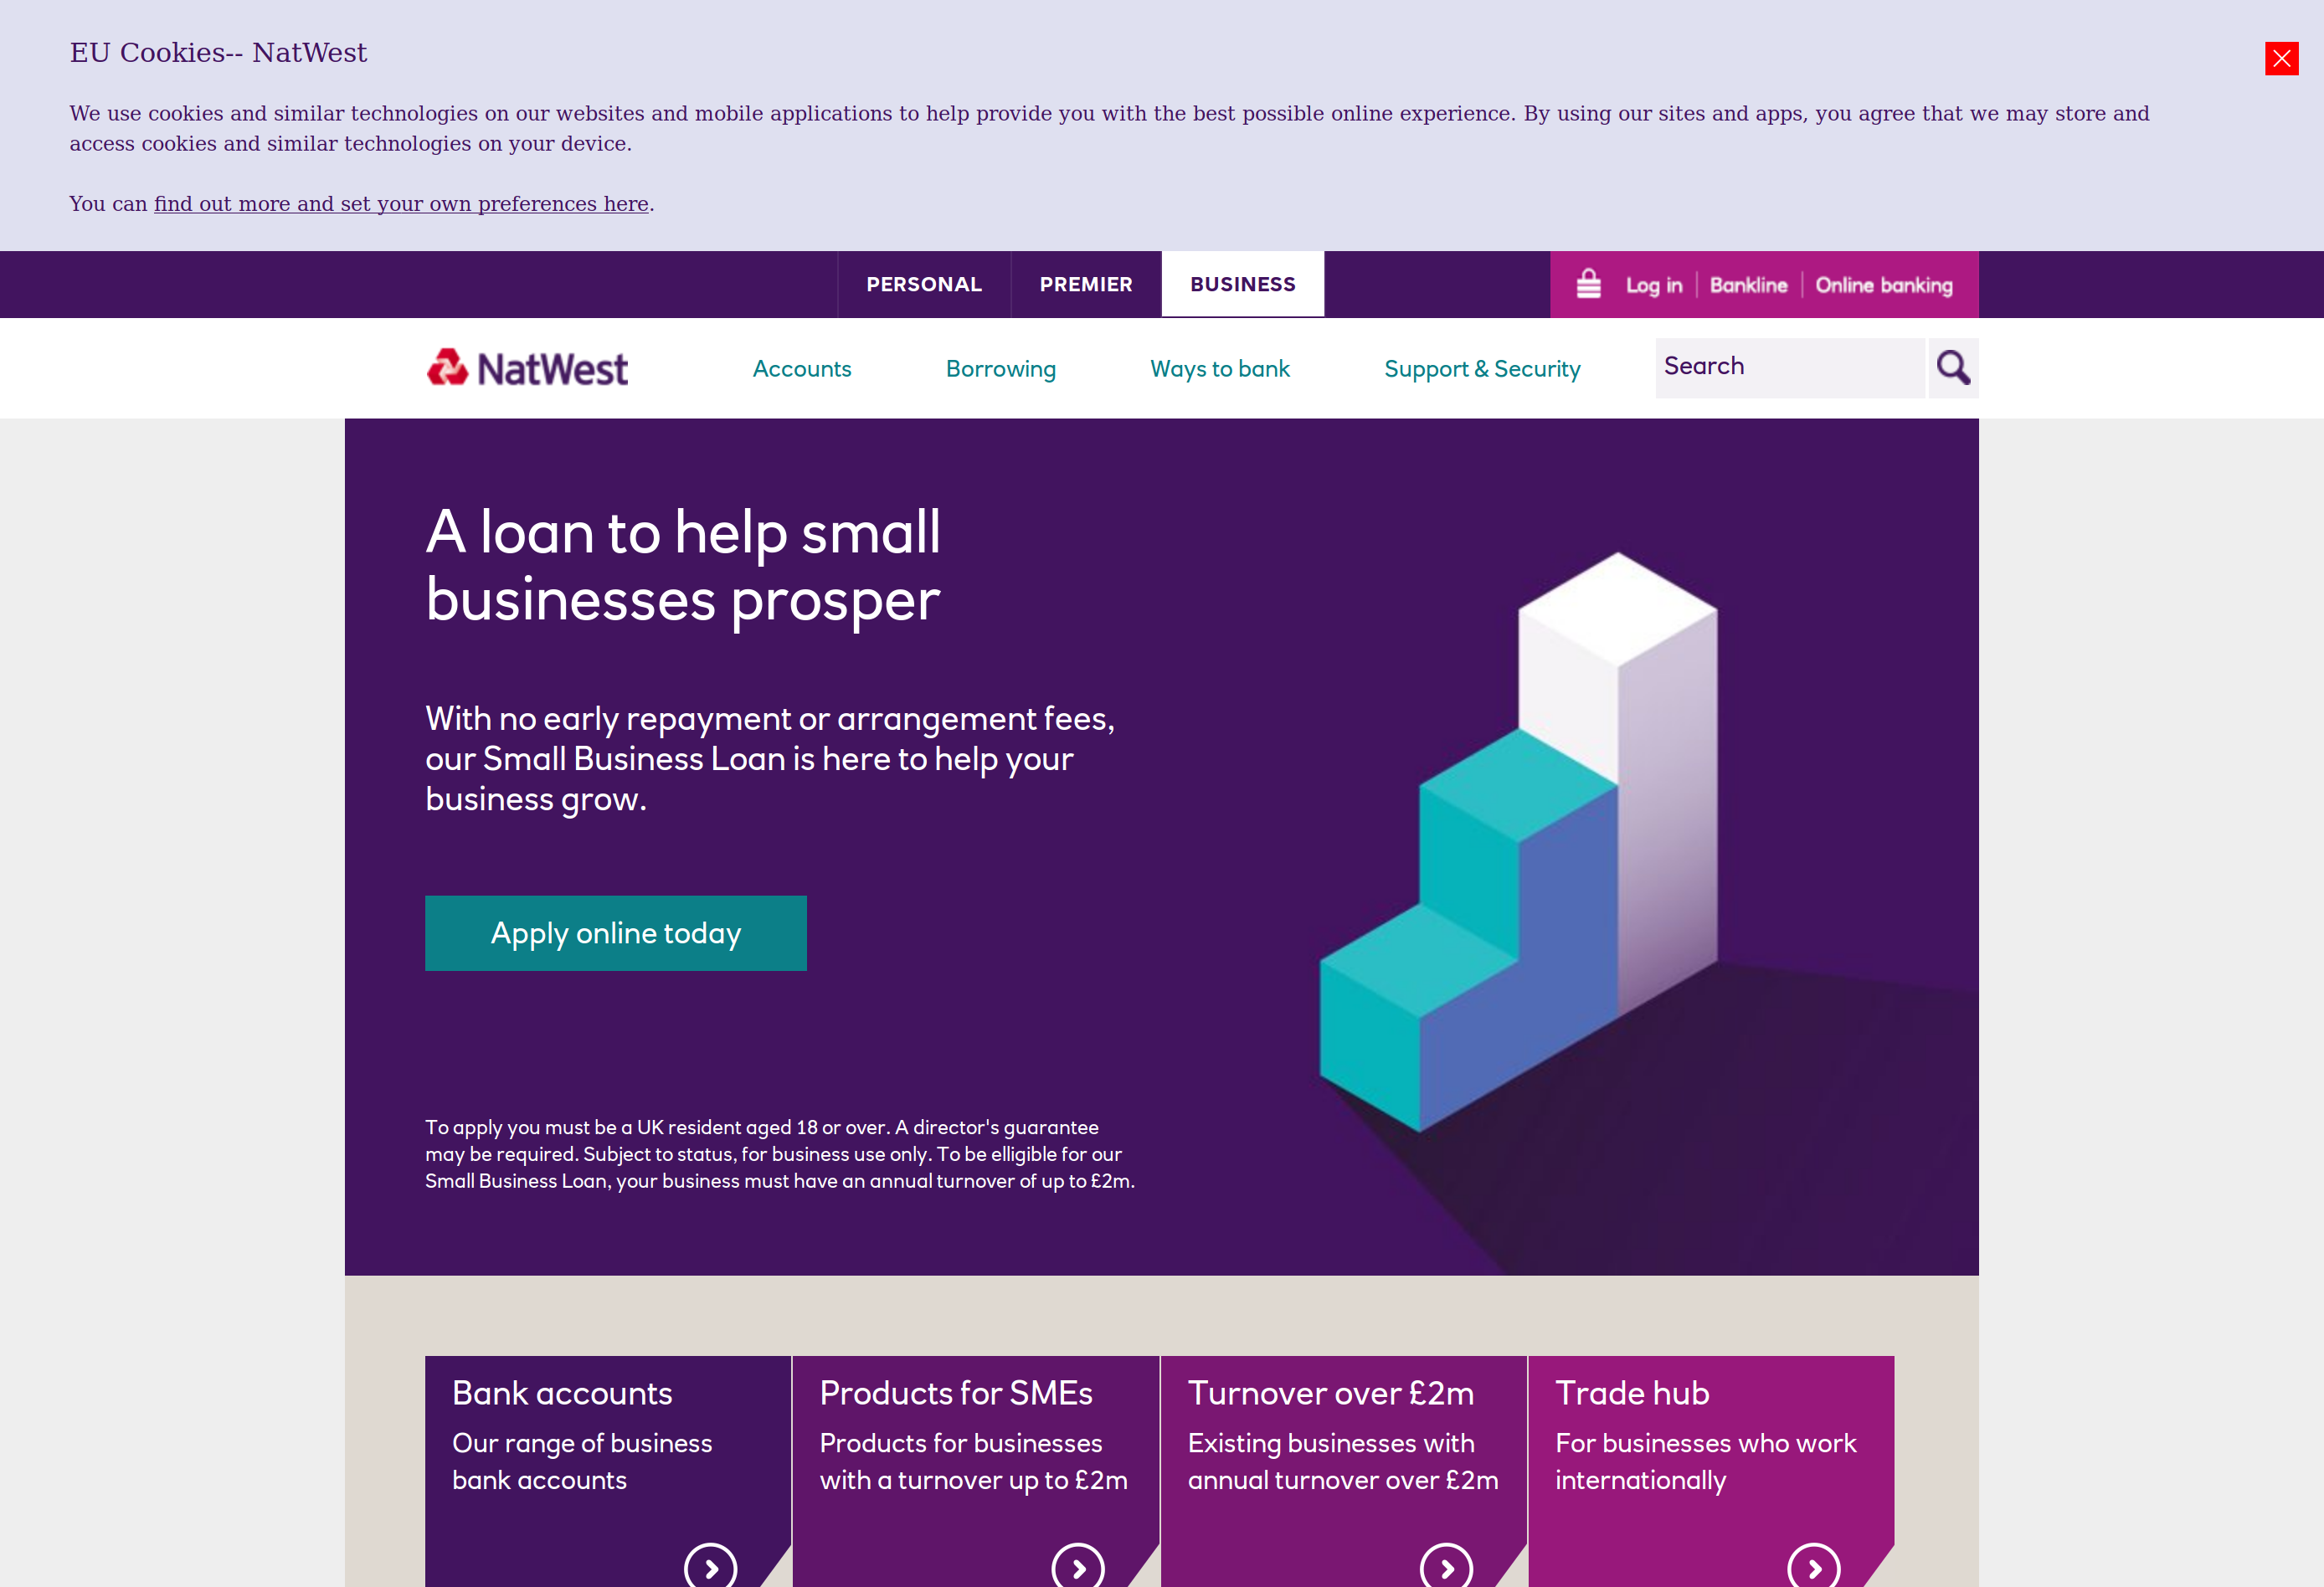 EU Cookies-- NatWest
We use cookies and similar technologies on our websites and mobile applications to help provide you with the best possible online experience. By using our sites and apps, you agree that we may store and
access cookies and similar technologies on your device.
You can find out more and set your own preferences here.
PERSONAL
PREMIER
BUSINESS
Log in
Bankline
Online banking
NatWest
Accounts
Borrowing
Ways to bank
Support & Security
Search
A loan to help small
businesses prosper
With no early repayment or arrangement fees,
our Small Business Loan is here to help your
business grow.
Apply online today
To apply you must be a UK resident aged 18 or over. A director's guarantee
may be required. Subject to status, for business use only. To be elligible for our
Small Business Loan, your business must have an annual turnover of up to £2m.
Bank accounts
Our range of business
bank accounts
Products for SMEs
Products for businesses
with a turnover up to £2m
Turnover over £2m
Existing businesses with
annual turnover over £2m
Trade hub
For businesses who work
internationally